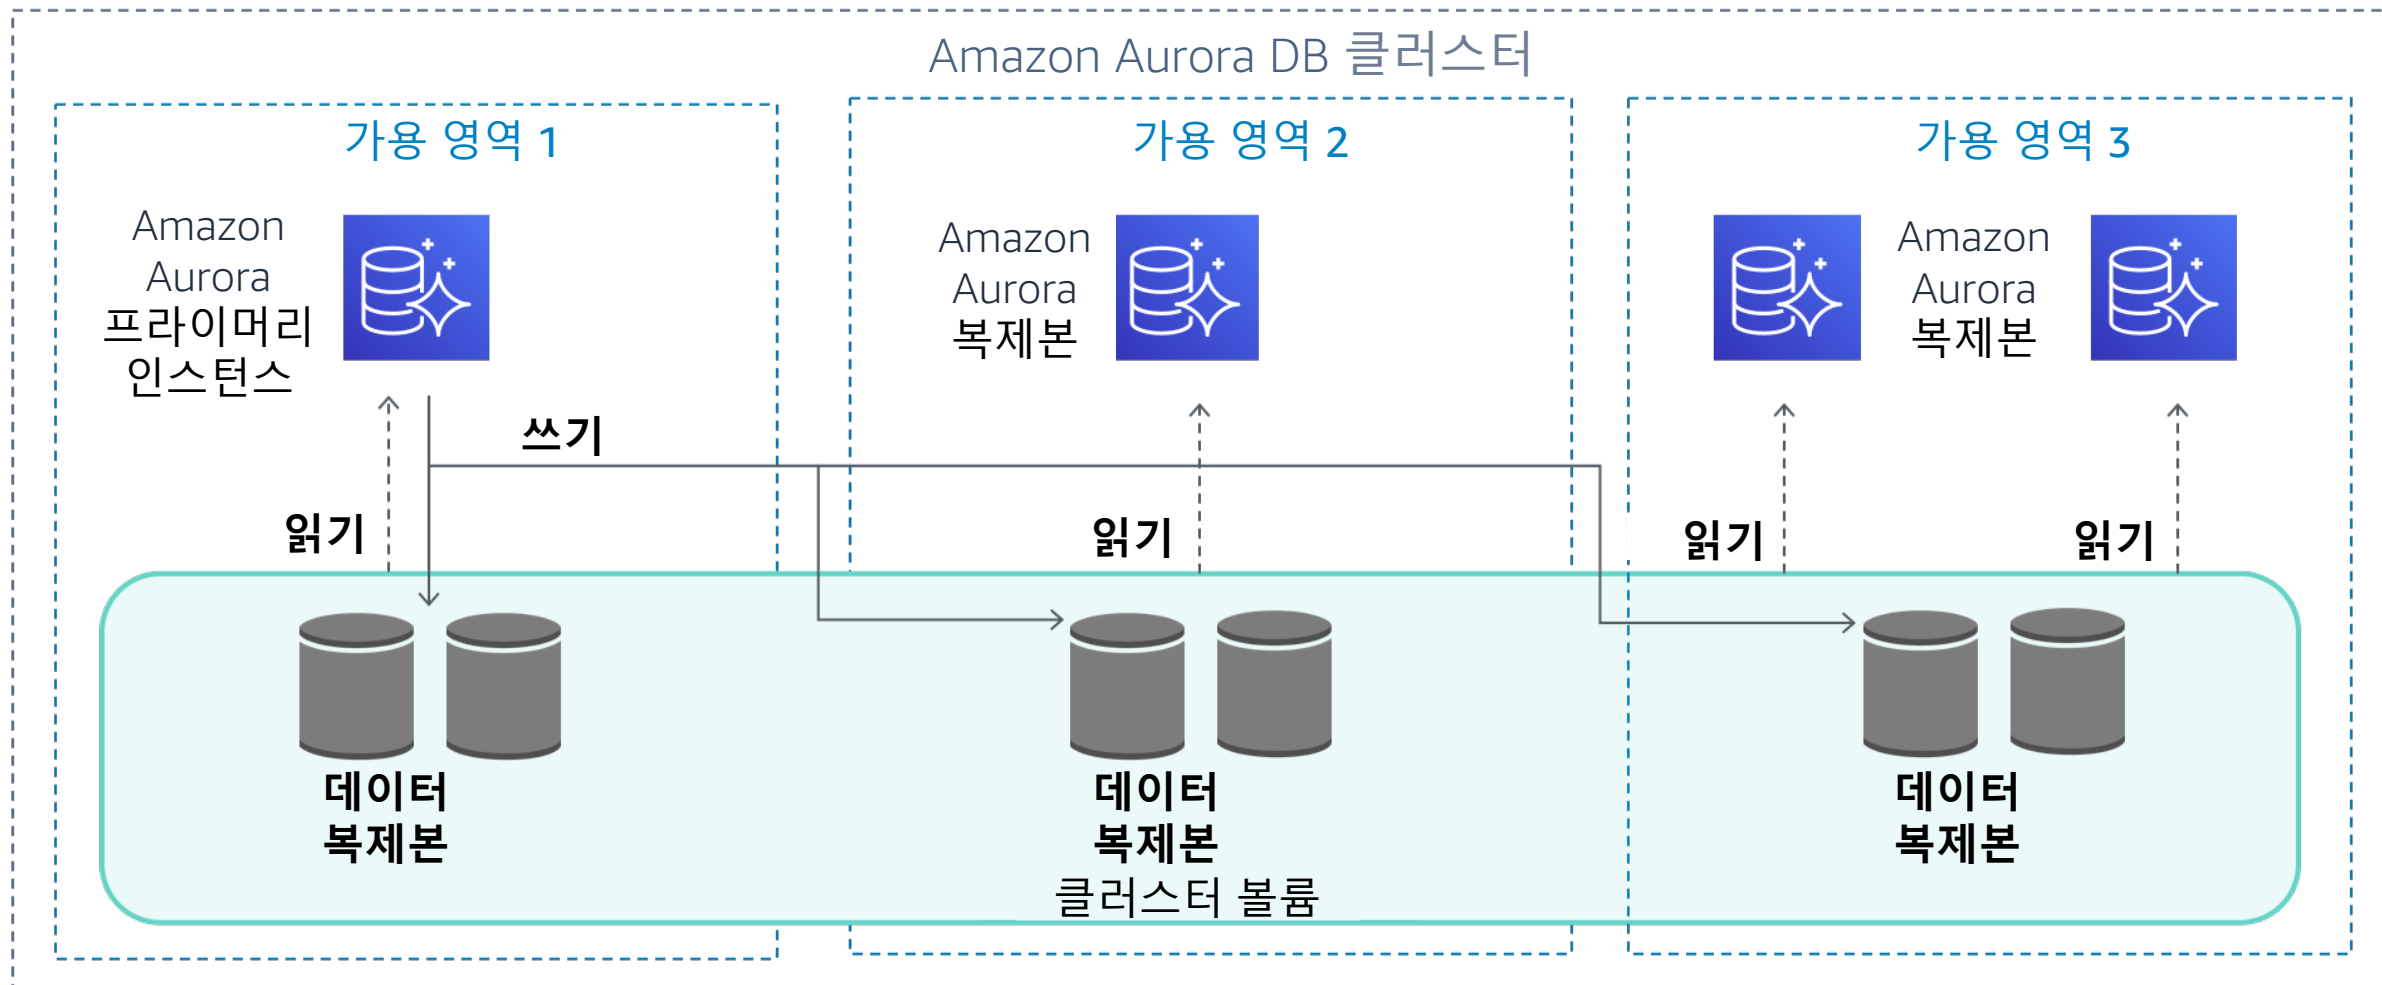 Amazon Aurora DB 클러스터
가용 영역 1
가용 영역 2
가용 영역 3
Amazon
Aurora
프라이머리
인스턴스
Amazon
Aurora
복제본
Amazon
Aurora
복제본
쓰기
읽기
읽기
읽기
읽기
데이터
복제본
데이터
복제본
데이터
복제본
클러스터 볼륨